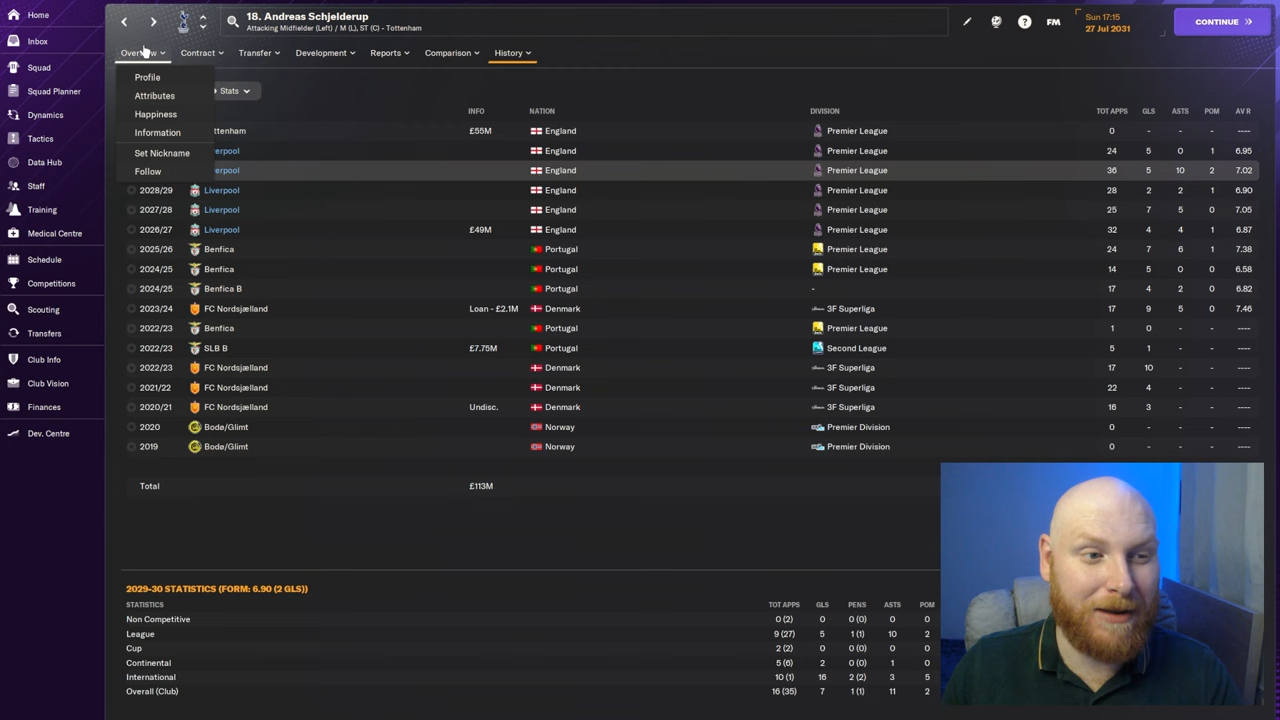 Home
Inbox
Squad
Squad Planner
Dynamics
Tactics
Data Hub
Staff
Training
Medical Centre
Schedule
Competitions
Scouting
Transfers
Club Info
Club Vision
Finances
Dev. Centre
18. Andreas Schjelderup
Attacking Midfielder (Left) / M (L), ST (C) - Tottenham
FM
Sun 17:15
27 Jul 2031
CONTINUE
Contract Transfer Development Reports Comparison History
Profile
Attributes
Happiness
Information
Set Nickname
Follow
Stats
INFO NATION DIVISION TOT APPS GLS ASTS POM AV R
ttenham £55M England Premier League 0 - - - ----
erpool England Premier League 24 5 0 1 6.95
erpool England Premier League 36 5 10 2 7.02
2028/29 Liverpool England Premier League 28 2 2 1 6.90
2027/28 Liverpool England Premier League 25 7 5 0 7.05
2026/27 Liverpool £49M England Premier League 32 4 4 1 6.87
2025/26 Benfica Portugal Premier League 24 7 6 1 7.38
2024/25 Benfica Portugal Premier League 14 5 0 0 6.58
2024/25 Benfica B Portugal - 17 4 2 0 6.82
2023/24 FC Nordsjælland Loan - £2.1M Denmark 3F Superliga 17 9 5 0 7.46
2022/23 Benfica Portugal Premier League 1 0 - - ----
2022/23 SLB B £7.75M Portugal Second League 5 1 - - ----
2022/23 FC Nordsjælland Denmark 3F Superliga 17 10 - - ----
2021/22 FC Nordsjælland Denmark 3F Superliga 22 4 - - ----
2020/21 FC Nordsjælland Undisc. Denmark 3F Superliga 16 3 - - ----
2020 Bodø/Glimt Norway Premier Division 0 - - - ----
2019 Bodø/Glimt Norway Premier Division 0 - - - ----
Total £113M
2029-30 STATISTICS (FORM: 6.90 (2 GLS))
STATISTICS TOT APPS GLS PENS ASTS POM
Non Competitive 0 (2) 0 0 (0) 0 0
League 9 (27) 5 1 (1) 10 2
Cup 2 (2) 0 0 (0) 0 0
Continental 5 (6) 2 0 (0) 1 0
International 10 (1) 16 2 (2) 3 5
Overall (Club) 16 (35) 7 1 (1) 11 2